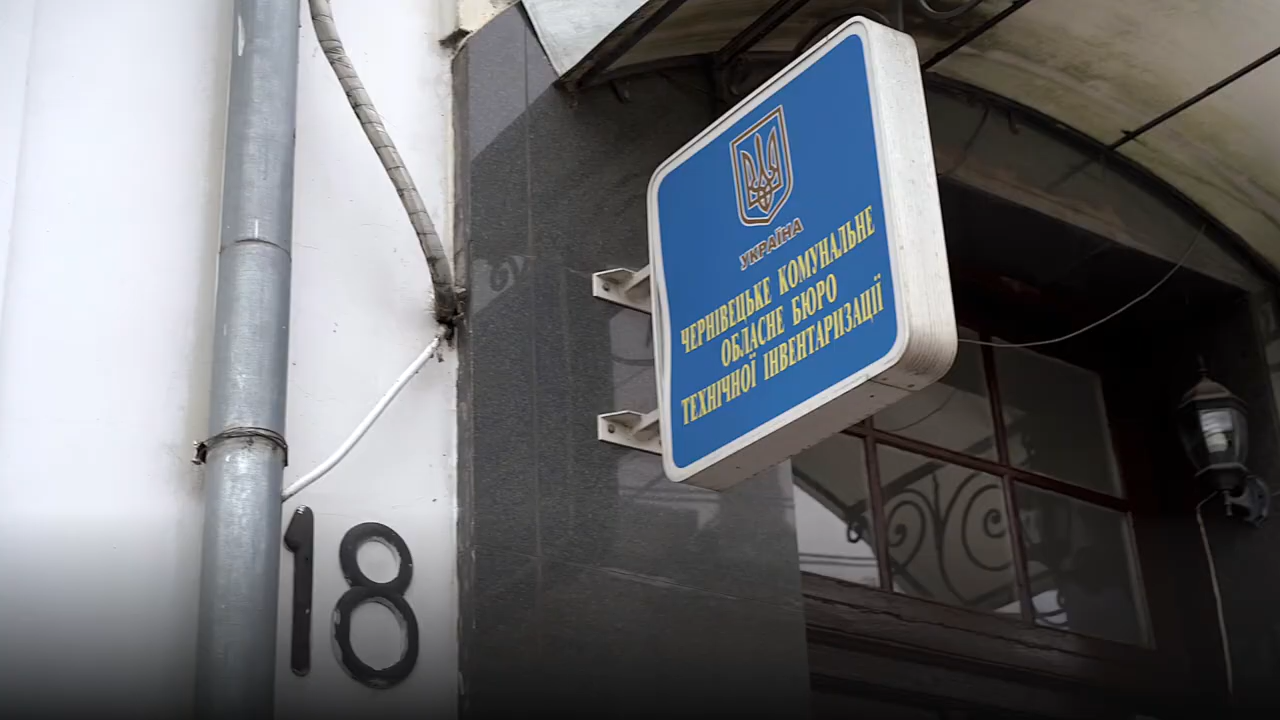 УКРАЇНА
ЧЕРНІВЕЦЬКЕ КОМУНАЛЬНЕ
ОБЛАСНЕ БЮРО
ТЕХНІЧНОЇ ІНВЕНТАРИЗАЦІЇ
18